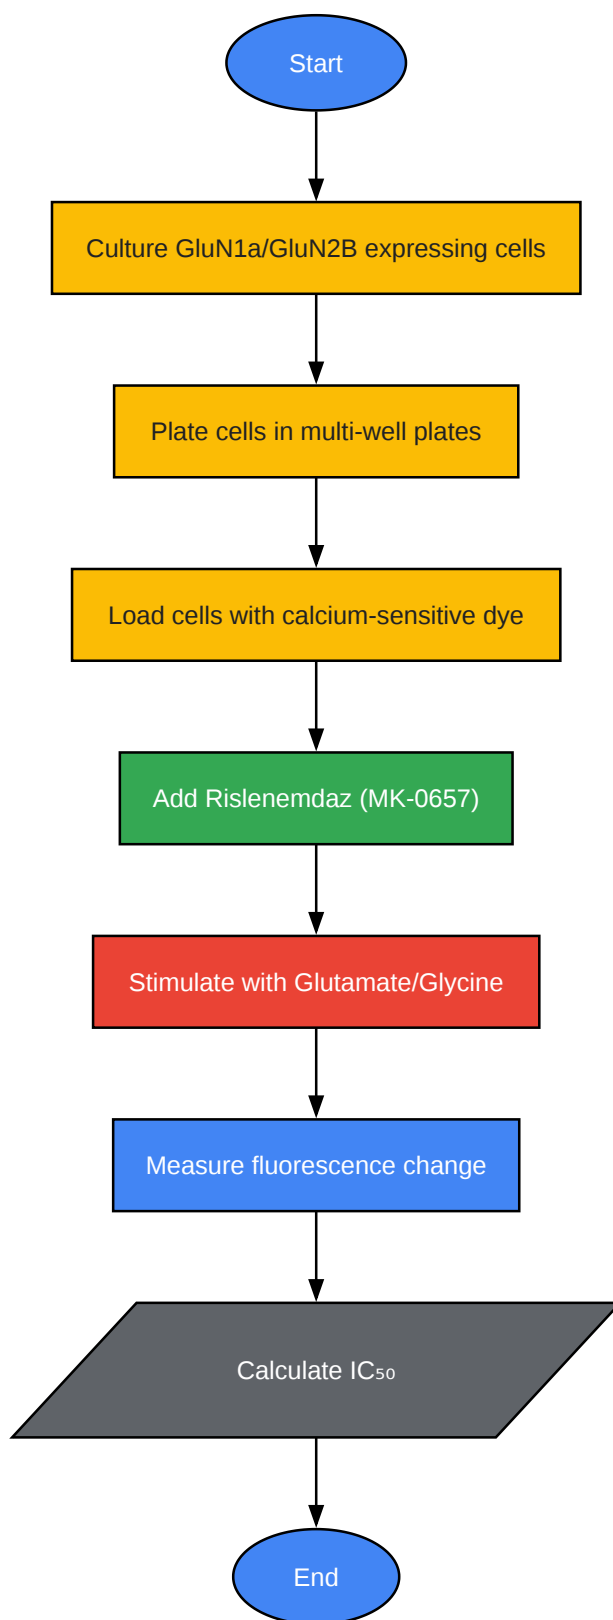 Start
Culture GluN1a/GluN2B expressing cells
Plate cells in multi-well plates
Load cells with calcium-sensitive dye
Add Rislenemdaz (MK-0657)
Stimulate with Glutamate/Glycine
Measure fluorescence change
Calculate IC₅₀
End